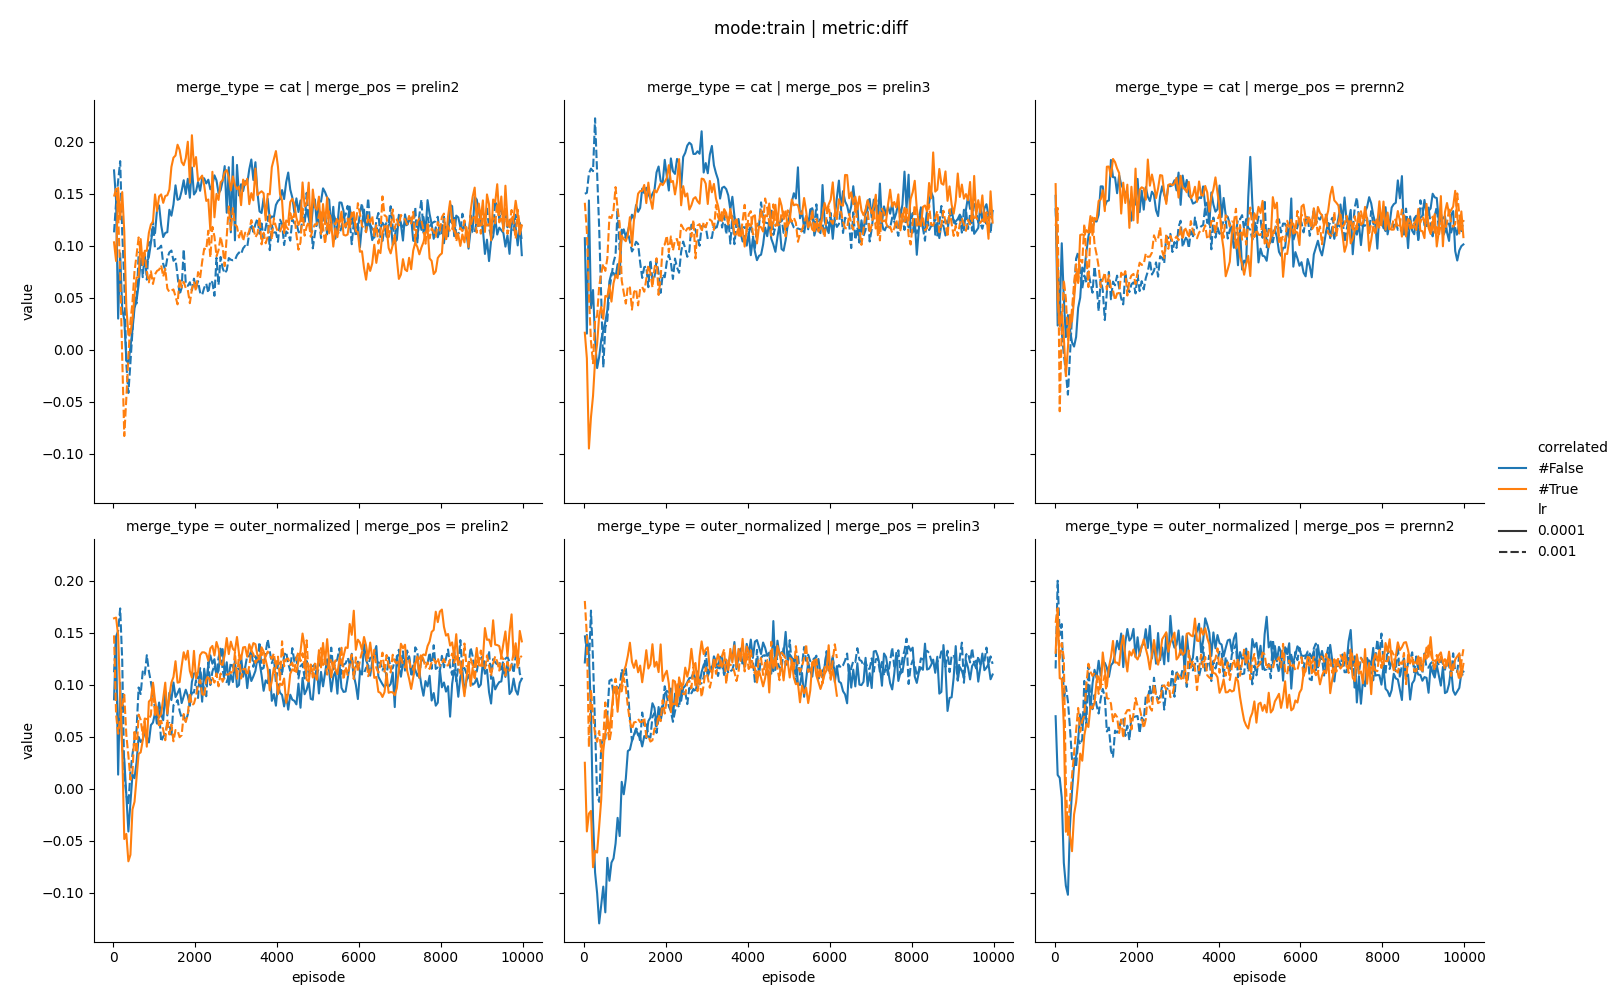 mode:train | metric:diff
merge_type = cat | merge_pos = prelin2
merge_type = cat | merge_pos = prelin3
merge_type = cat | merge_pos = prernn2
0.20
0.15
0.10
0.05
0.00
−0.05
−0.10
value
correlated
#False
#True
lr
0.0001
0.001
merge_type = outer_normalized | merge_pos = prelin2
merge_type = outer_normalized | merge_pos = prelin3
merge_type = outer_normalized | merge_pos = prernn2
0.20
0.15
0.10
0.05
0.00
−0.05
−0.10
value
0 2000 4000 6000 8000 10000
0 2000 4000 6000 8000 10000
0 2000 4000 6000 8000 10000
episode
episode
episode